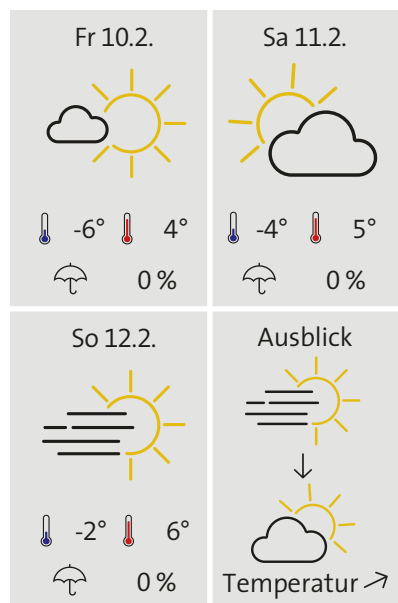 Fr 10.2.
-6° 4°
0 %
Sa 11.2.
-4° 5°
0 %
So 12.2.
-2° 6°
0 %
Ausblick
Temperatur